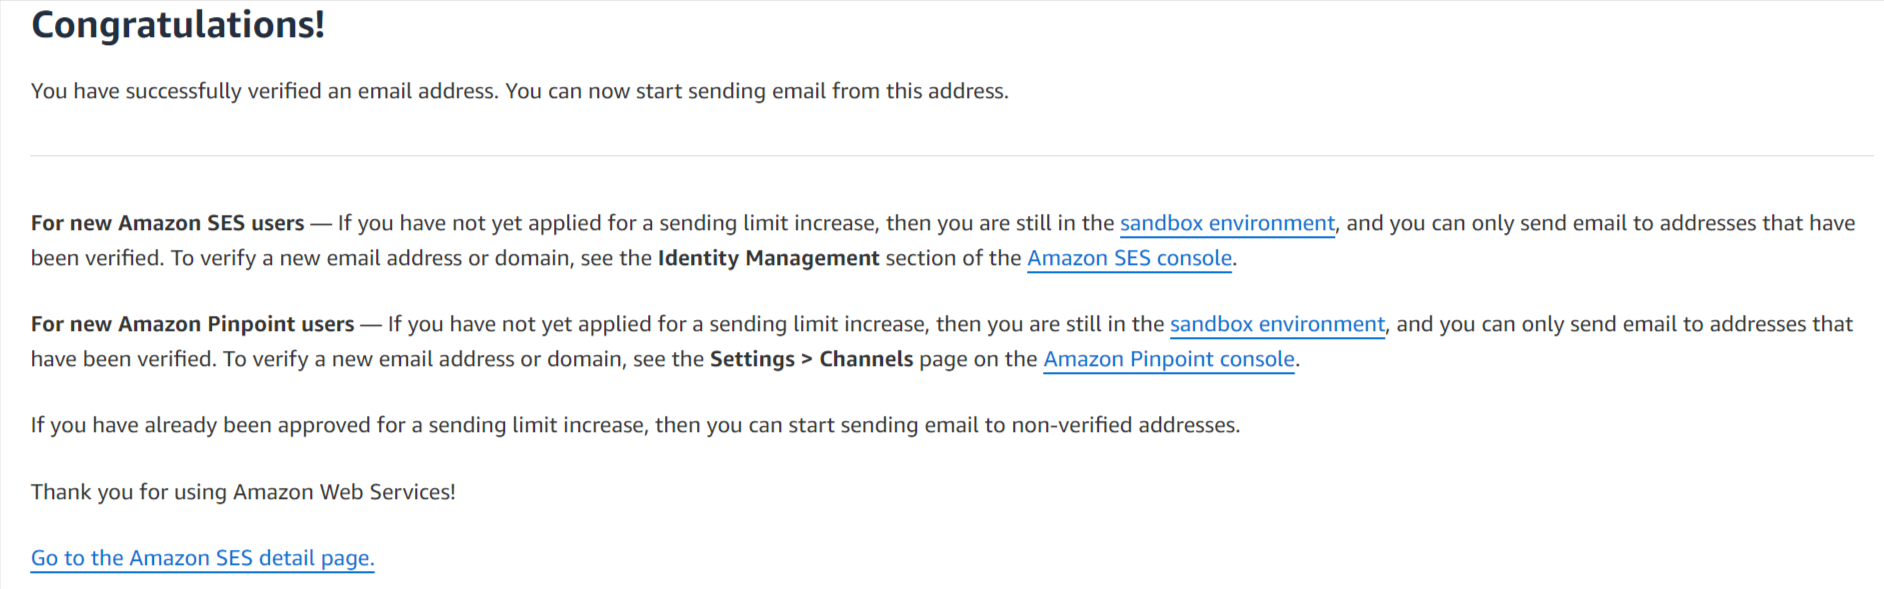 Congratulations!
You have successfully verified an email address. You can now start sending email from this address.
For new Amazon SES users — If you have not yet applied for a sending limit increase, then you are still in the sandbox environment, and you can only send email to addresses that have
been verified. To verify a new email address or domain, see the Identity Management section of the Amazon SES console.
For new Amazon Pinpoint users — If you have not yet applied for a sending limit increase, then you are still in the sandbox environment, and you can only send email to addresses that
have been verified. To verify a new email address or domain, see the Settings > Channels page on the Amazon Pinpoint console.
If you have already been approved for a sending limit increase, then you can start sending email to non-verified addresses.
Thank you for using Amazon Web Services!
Go to the Amazon SES detail page.